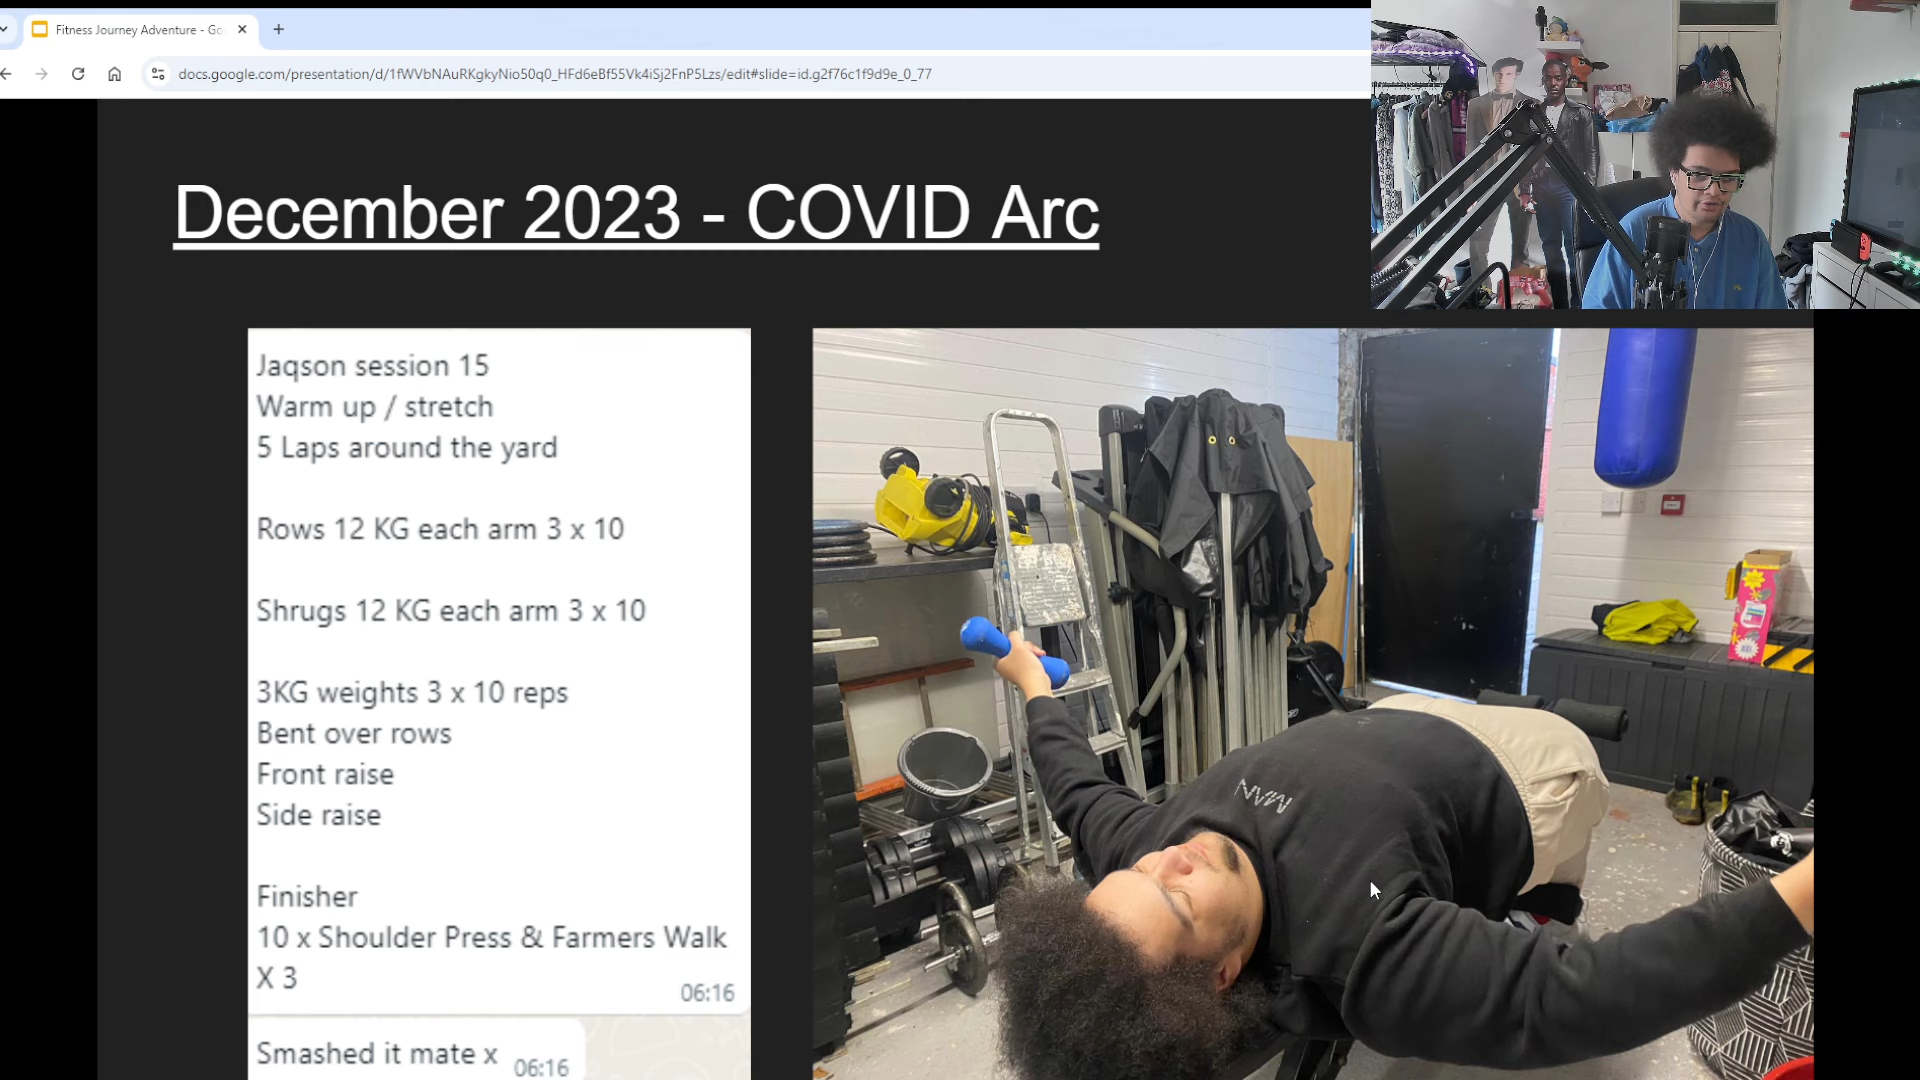 Fitness Journey Adventure - Go
docs.google.com/presentation/d/1fWVbNAuRKgkyNio50q0_HFd6eBf55Vk4iSj2FnP5Lzs/edit#slide=id.g2f76c1f9d9e_0_77
December 2023 - COVID Arc
Jaqson session 15
Warm up / stretch
5 Laps around the yard
Rows 12 KG each arm 3 x 10
Shrugs 12 KG each arm 3 x 10
3KG weights 3 x 10 reps
Bent over rows
Front raise
Side raise
Finisher
10 x Shoulder Press & Farmers Walk
X 3
06:16
Smashed it mate x
06:16
MAN